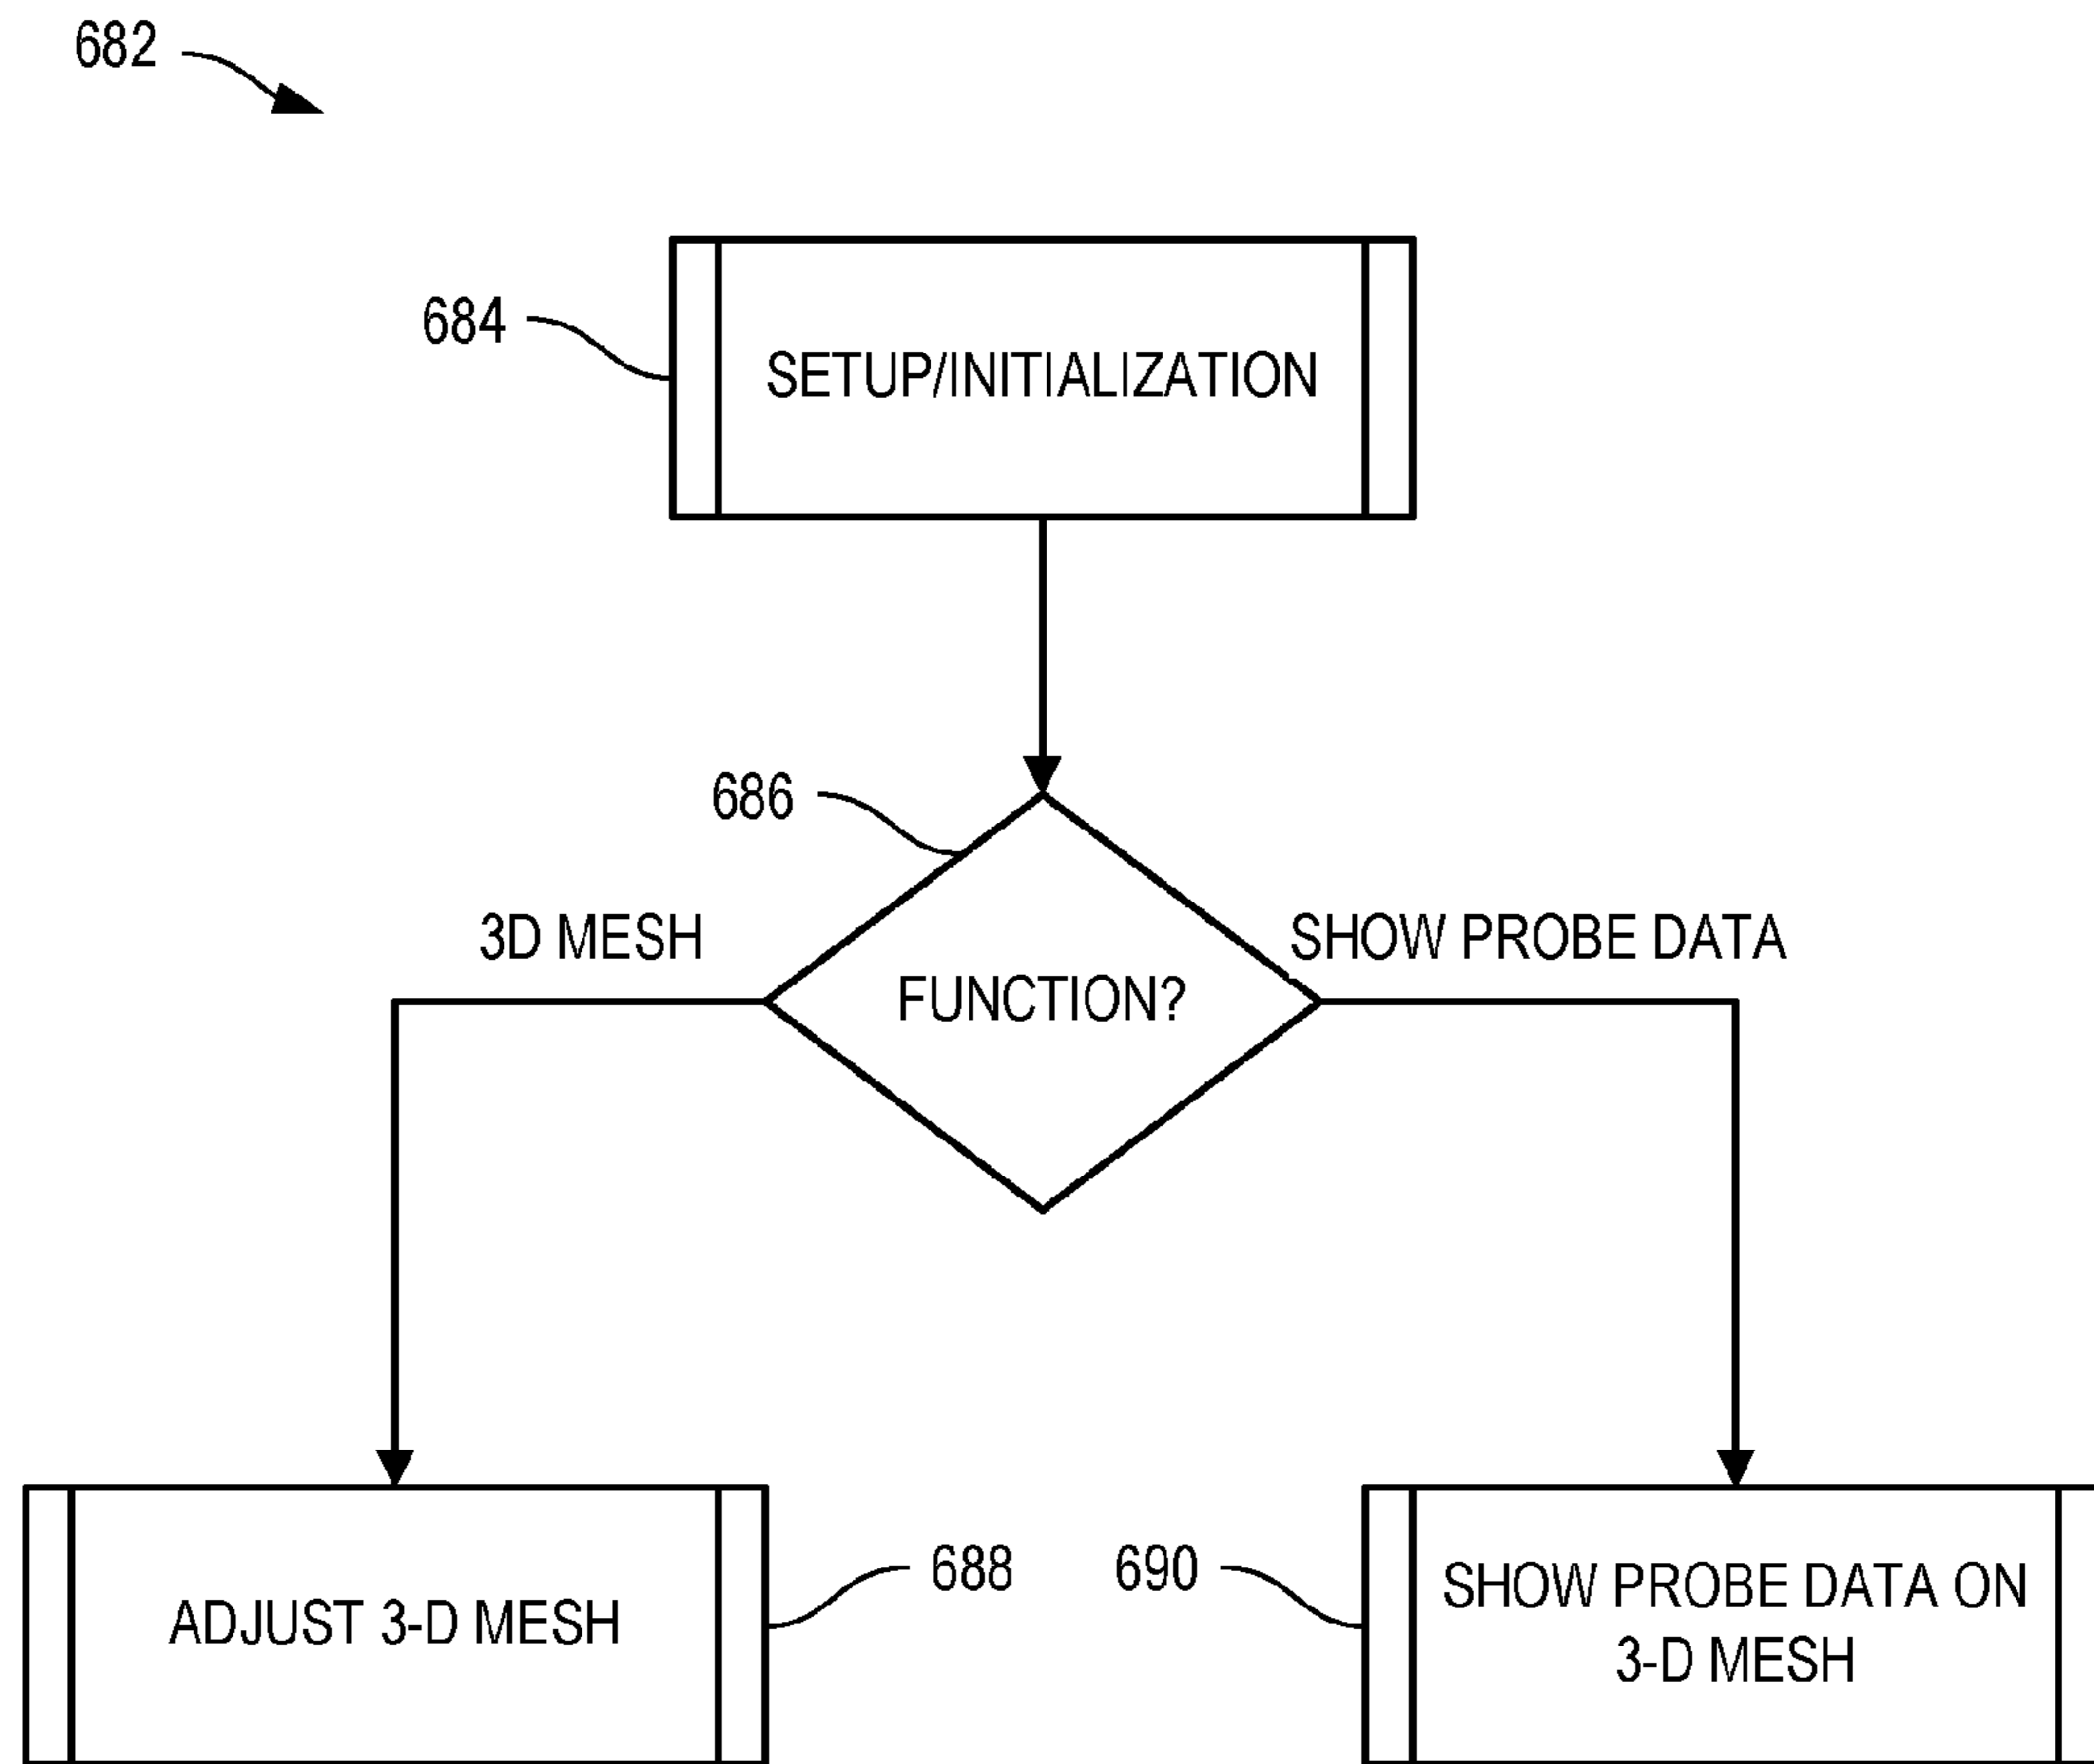 682
684
SETUP/INITIALIZATION
686
3D MESH
SHOW PROBE DATA
FUNCTION?
ADJUST 3-D MESH
688
690
SHOW PROBE DATA ON
3-D MESH